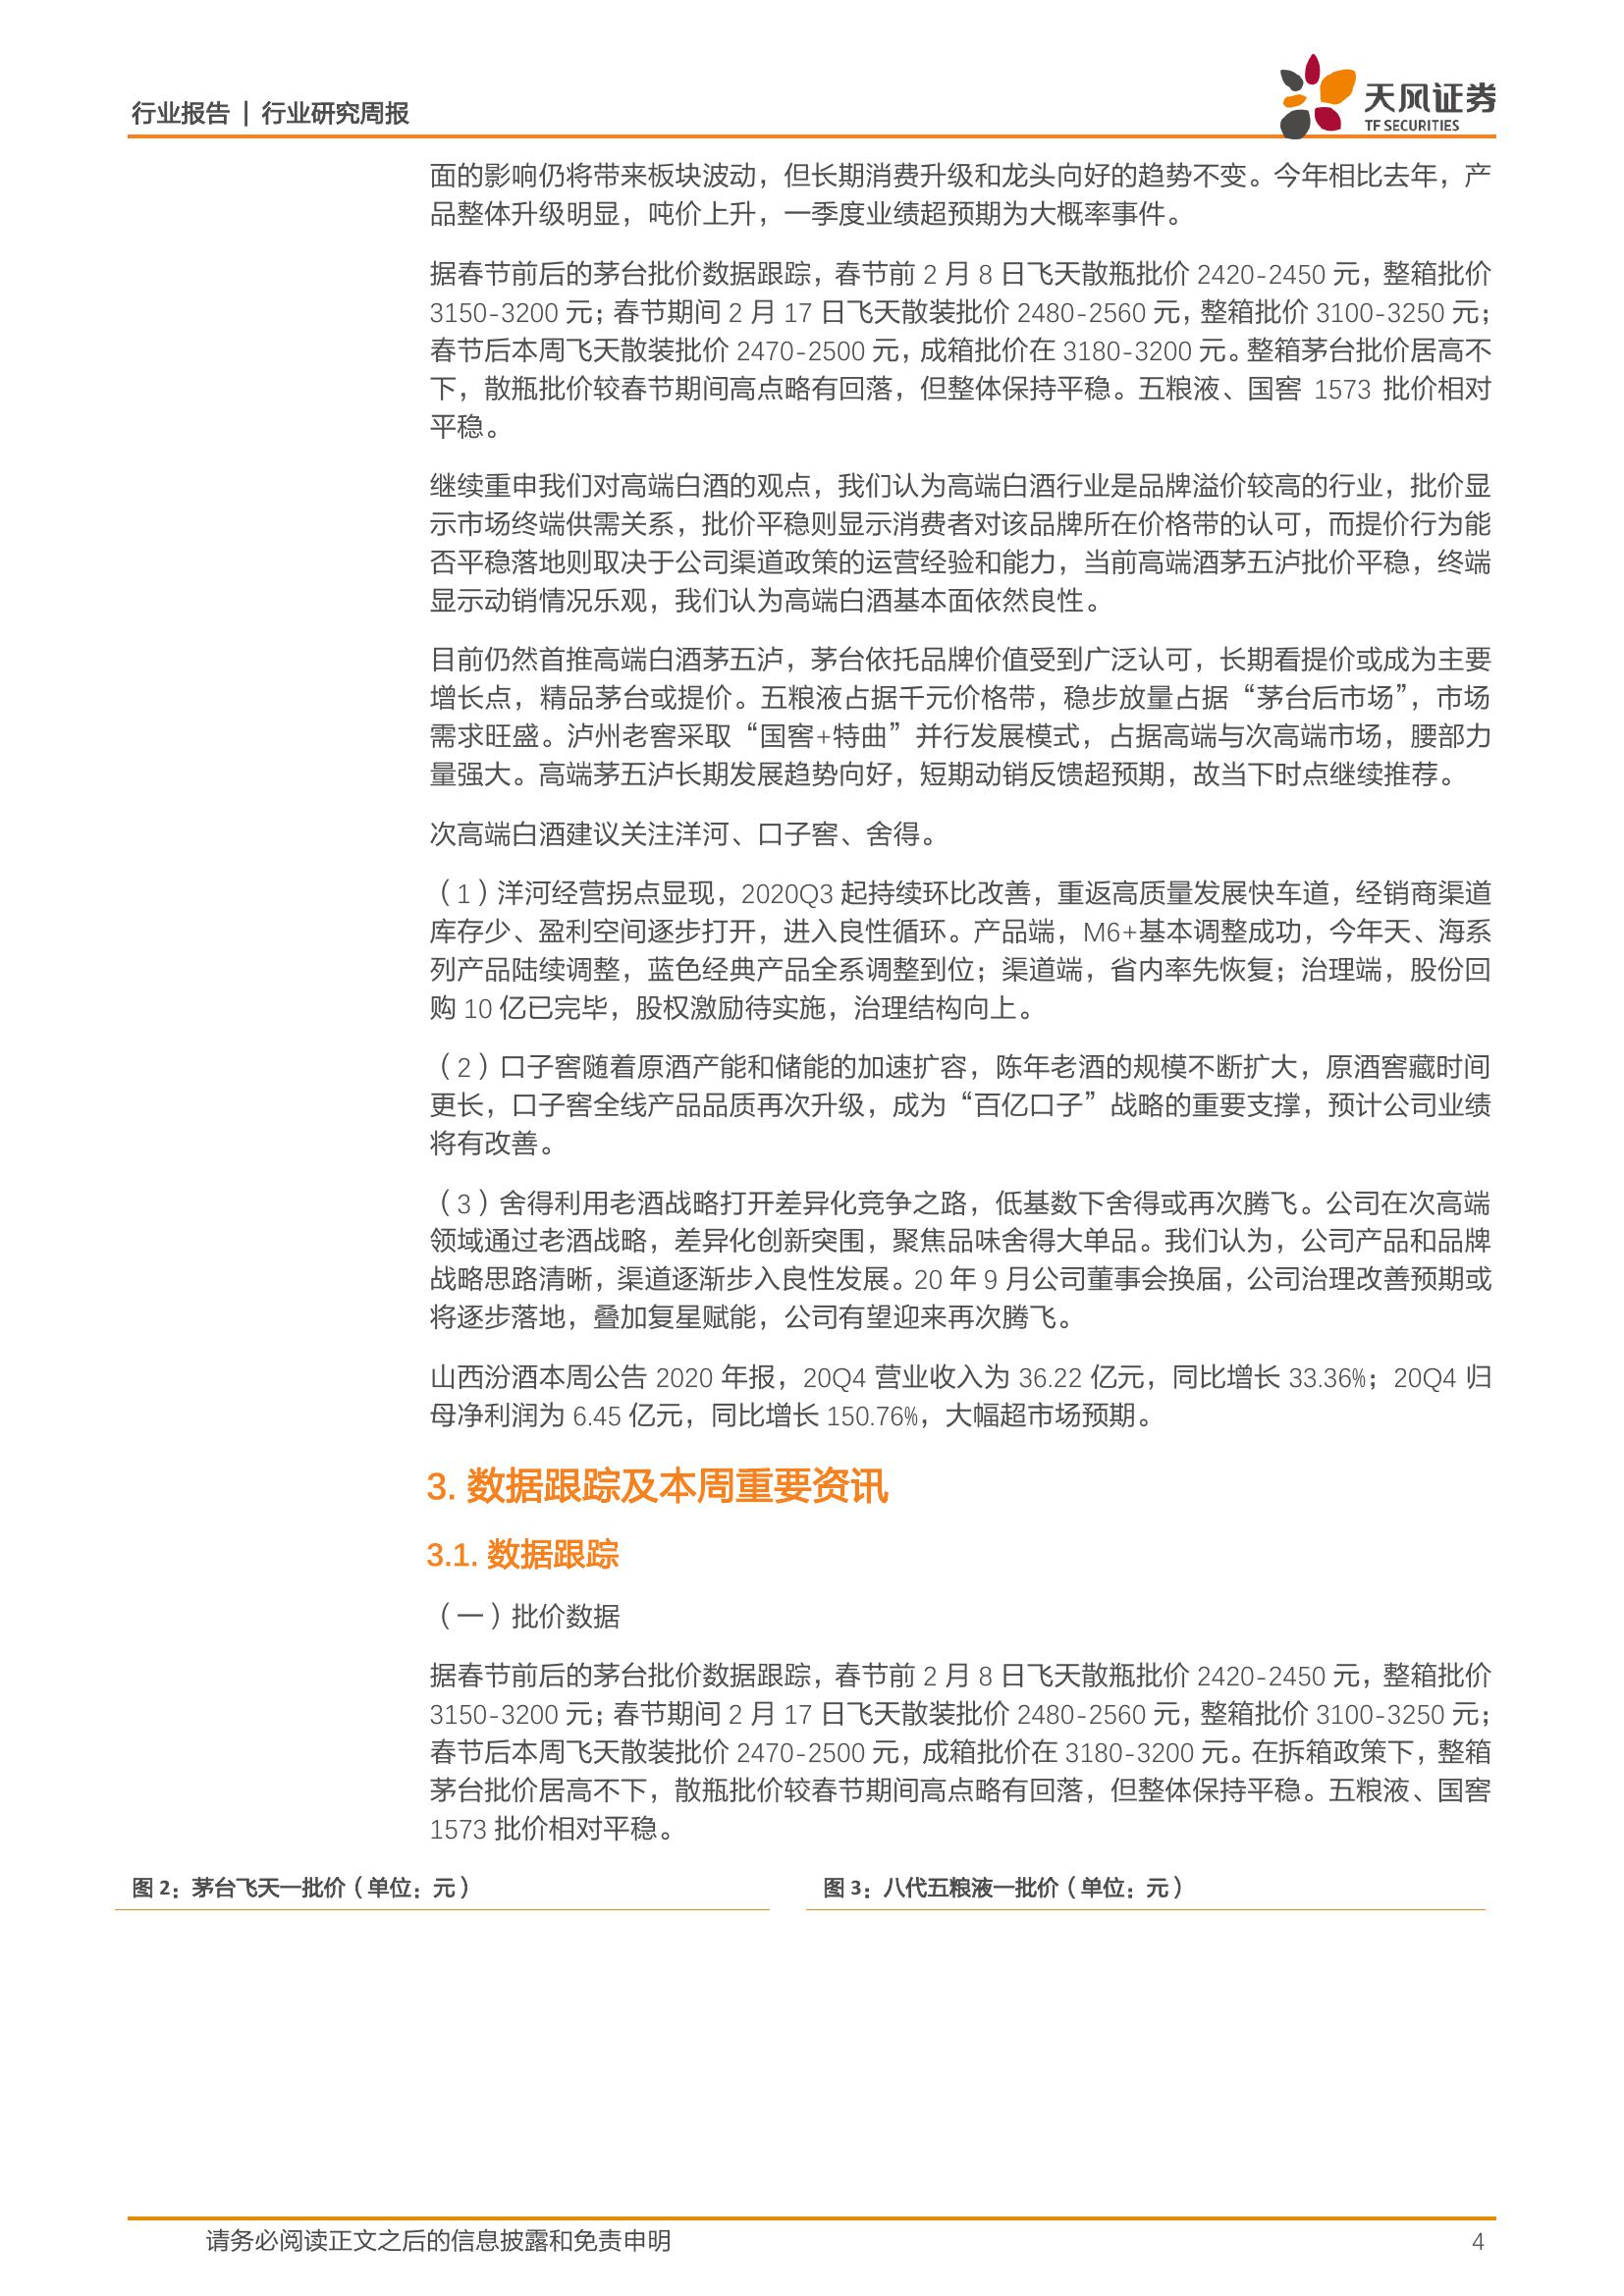 行业报告 | 行业研究周报
天风证券
TF SECURITIES
面的影响仍将带来板块波动，但长期消费升级和龙头向好的趋势不变。今年相比去年，产
品整体升级明显，吨价上升，一季度业绩超预期为大概率事件。
据春节前后的茅台批价数据跟踪，春节前 2 月 8 日飞天散瓶批价 2420-2450 元，整箱批价
3150-3200 元；春节期间 2 月 17 日飞天散装批价 2480-2560 元，整箱批价 3100-3250 元；
春节后本周飞天散装批价 2470-2500 元，成箱批价在 3180-3200 元。整箱茅台批价居高不
下，散瓶批价较春节期间高点略有回落，但整体保持平稳。五粮液、国窖 1573 批价相对
平稳。
继续重申我们对高端白酒的观点，我们认为高端白酒行业是品牌溢价较高的行业，批价显
示市场终端供需关系，批价平稳则显示消费者对该品牌所在价格带的认可，而提价行为能
否平稳落地则取决于公司渠道政策的运营经验和能力，当前高端酒茅五泸批价平稳，终端
显示动销情况乐观，我们认为高端白酒基本面依然良性。
目前仍然首推高端白酒茅五泸，茅台依托品牌价值受到广泛认可，长期看提价或成为主要
增长点，精品茅台或提价。五粮液占据千元价格带，稳步放量占据“茅台后市场”，市场
需求旺盛。泸州老窖采取“国窖+特曲”并行发展模式，占据高端与次高端市场，腰部力
量强大。高端茅五泸长期发展趋势向好，短期动销反馈超预期，故当下时点继续推荐。
次高端白酒建议关注洋河、口子窖、舍得。
（1）洋河经营拐点显现，2020Q3 起持续环比改善，重返高质量发展快车道，经销商渠道
库存少、盈利空间逐步打开，进入良性循环。产品端，M6+基本调整成功，今年天、海系
列产品陆续调整，蓝色经典产品全系调整到位；渠道端，省内率先恢复；治理端，股份回
购 10 亿已完毕，股权激励待实施，治理结构向上。
（2）口子窖随着原酒产能和储能的加速扩容，陈年老酒的规模不断扩大，原酒窖藏时间
更长，口子窖全线产品品质再次升级，成为“百亿口子”战略的重要支撑，预计公司业绩
将有改善。
（3）舍得利用老酒战略打开差异化竞争之路，低基数下舍得或再次腾飞。公司在次高端
领域通过老酒战略，差异化创新突围，聚焦品味舍得大单品。我们认为，公司产品和品牌
战略思路清晰，渠道逐渐步入良性发展。20 年 9 月公司董事会换届，公司治理改善预期或
将逐步落地，叠加复星赋能，公司有望迎来再次腾飞。
山西汾酒本周公告 2020 年报，20Q4 营业收入为 36.22 亿元，同比增长 33.36%；20Q4 归
母净利润为 6.45 亿元，同比增长 150.76%，大幅超市场预期。
3. 数据跟踪及本周重要资讯
3.1. 数据跟踪
（一）批价数据
据春节前后的茅台批价数据跟踪，春节前 2 月 8 日飞天散瓶批价 2420-2450 元，整箱批价
3150-3200 元；春节期间 2 月 17 日飞天散装批价 2480-2560 元，整箱批价 3100-3250 元；
春节后本周飞天散装批价 2470-2500 元，成箱批价在 3180-3200 元。在拆箱政策下，整箱
茅台批价居高不下，散瓶批价较春节期间高点略有回落，但整体保持平稳。五粮液、国窖
1573 批价相对平稳。
图 2：茅台飞天一批价（单位：元）
图 3：八代五粮液一批价（单位：元）
请务必阅读正文之后的信息披露和免责申明
4